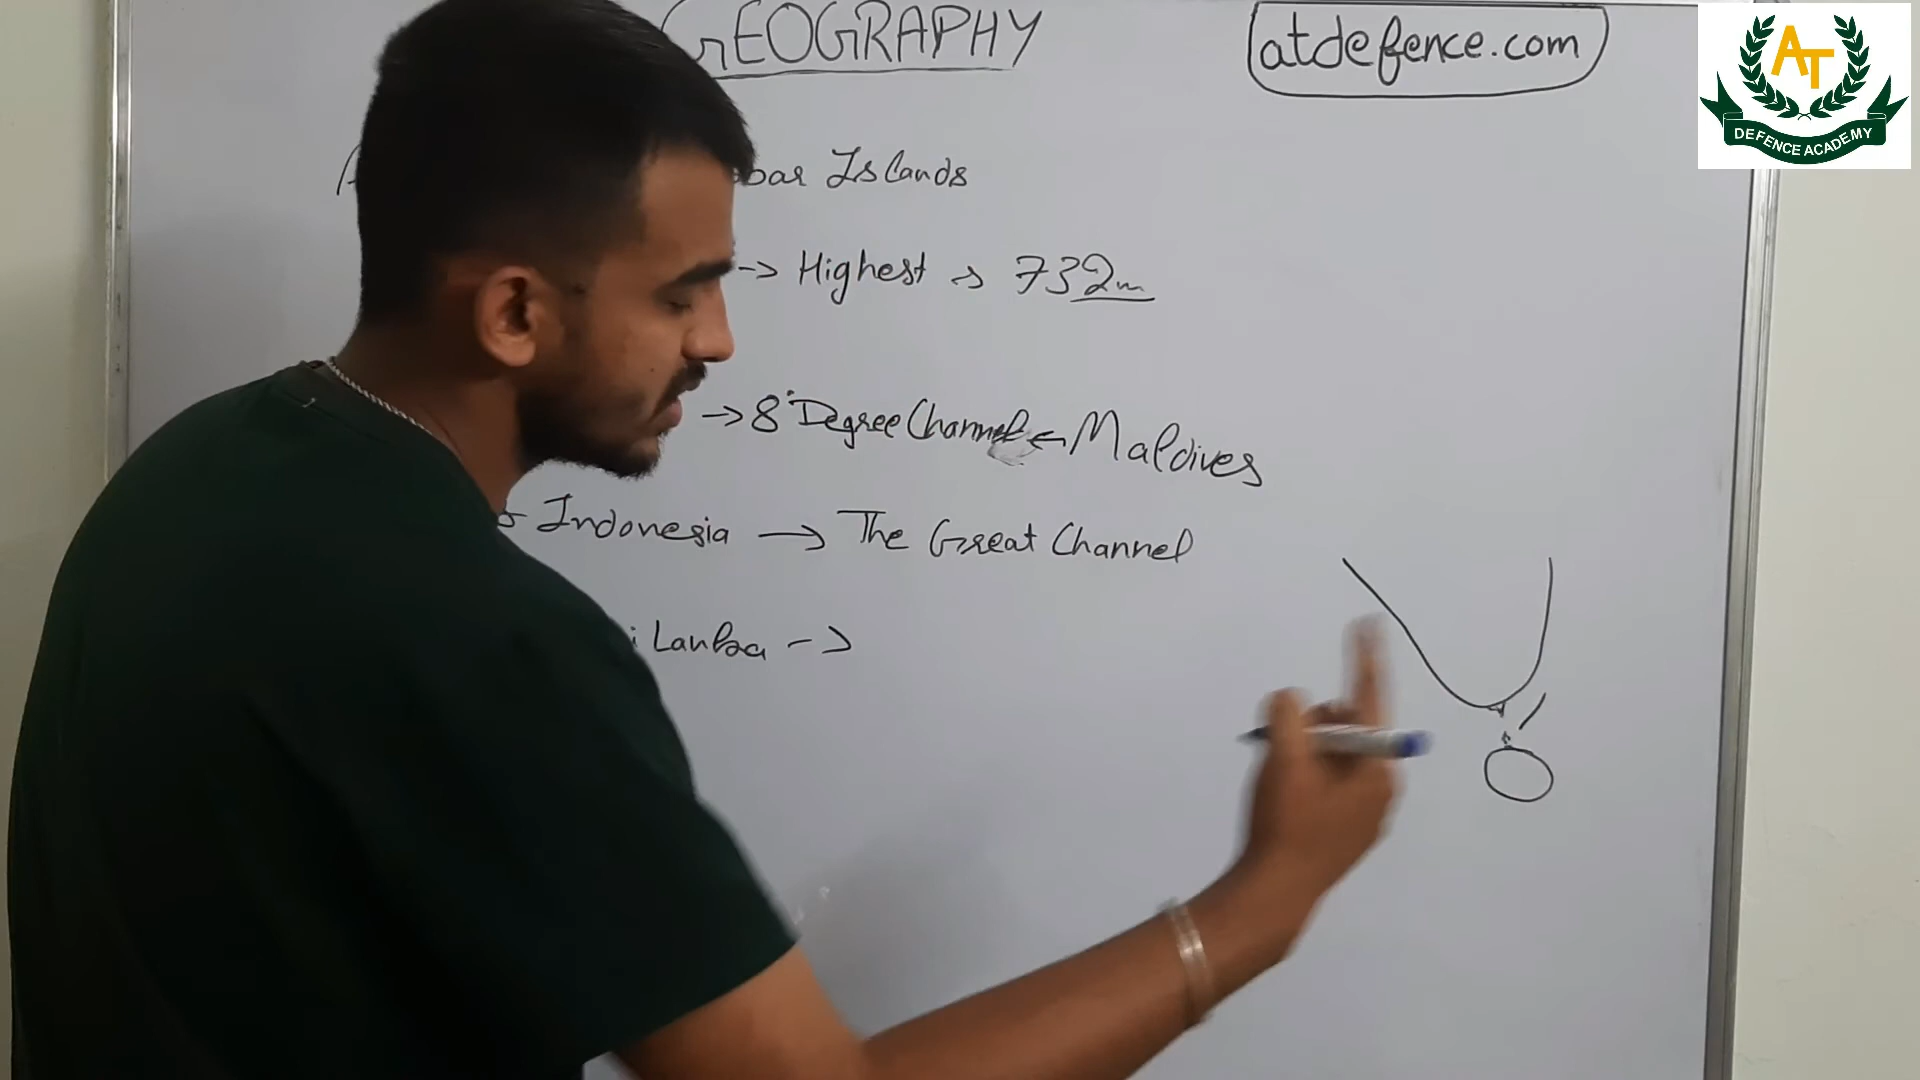 GEOGRAPHY
atdefence.com
AT
DEFENCE ACADEMY
Islands
-> Highest -> 732m
-> 8° Degree Channel <- Maldives
Indonesia -> The Great Channel
Lanka ->